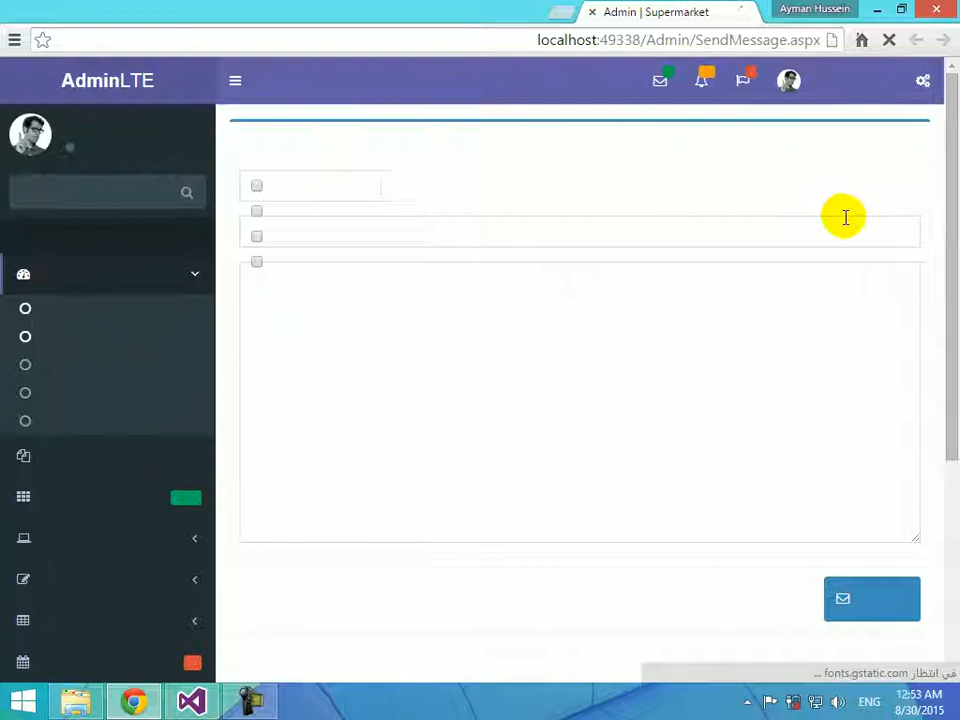 Admin | Supermarket
Ayman Hussein
localhost:49338/Admin/SendMessage.aspx
AdminLTE
في انتظار fonts.gstatic.com ...
ENG
12:53 AM
8/30/2015